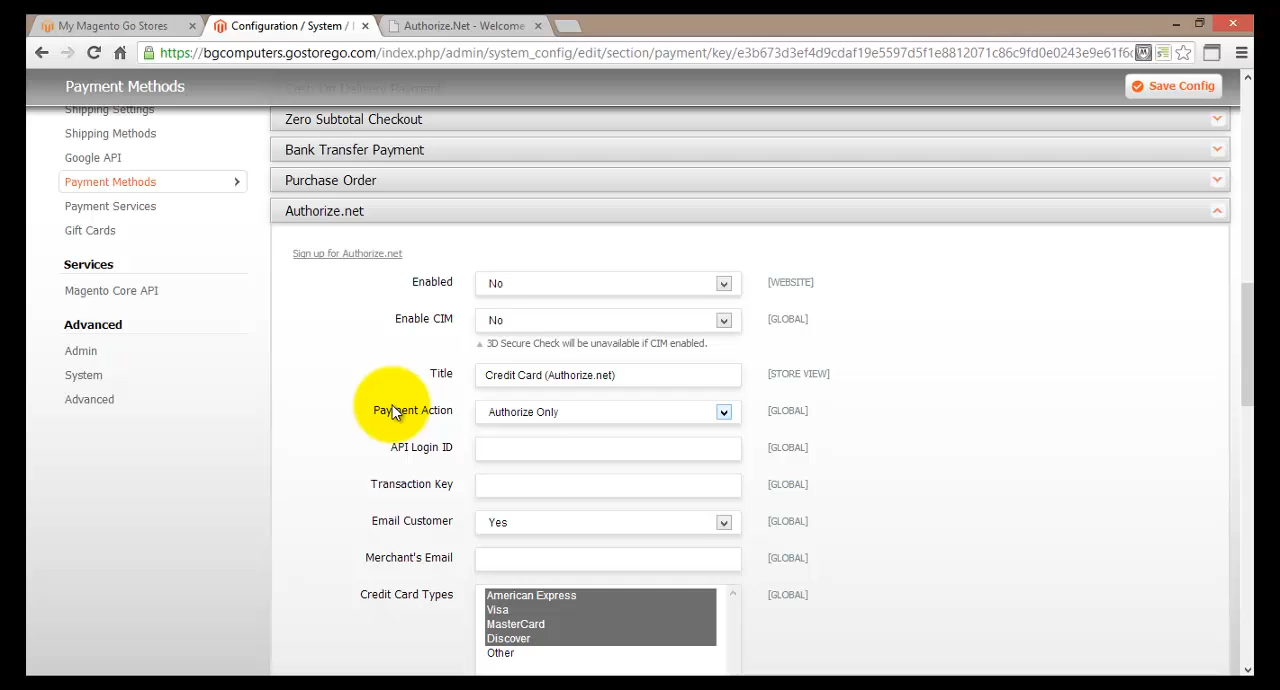 My Magento Go Stores
Configuration / System /
Authorize.Net - Welcome
https://bgcomputers.gostorego.com/index.php/admin/system_config/edit/section/payment/key/e3b673d3ef4d9cdaf19e5597d5f1e8812071c86c9fd0e0243e9e61f6
Payment Methods
Save Config
Cash On Delivery Payment
Shipping Settings
Zero Subtotal Checkout
Shipping Methods
Bank Transfer Payment
Google API
Payment Methods
Purchase Order
Payment Services
Authorize.net
Gift Cards
Sign up for Authorize.net
Services
Enabled No [WEBSITE]
Magento Core API
Enable CIM No [GLOBAL]
Advanced
3D Secure Check will be unavailable if CIM enabled.
Admin
Title Credit Card (Authorize.net) [STORE VIEW]
System
Advanced
Payment Action Authorize Only [GLOBAL]
API Login ID [GLOBAL]
Transaction Key [GLOBAL]
Email Customer Yes [GLOBAL]
Merchant's Email [GLOBAL]
Credit Card Types American Express [GLOBAL]
Visa
MasterCard
Discover
Other